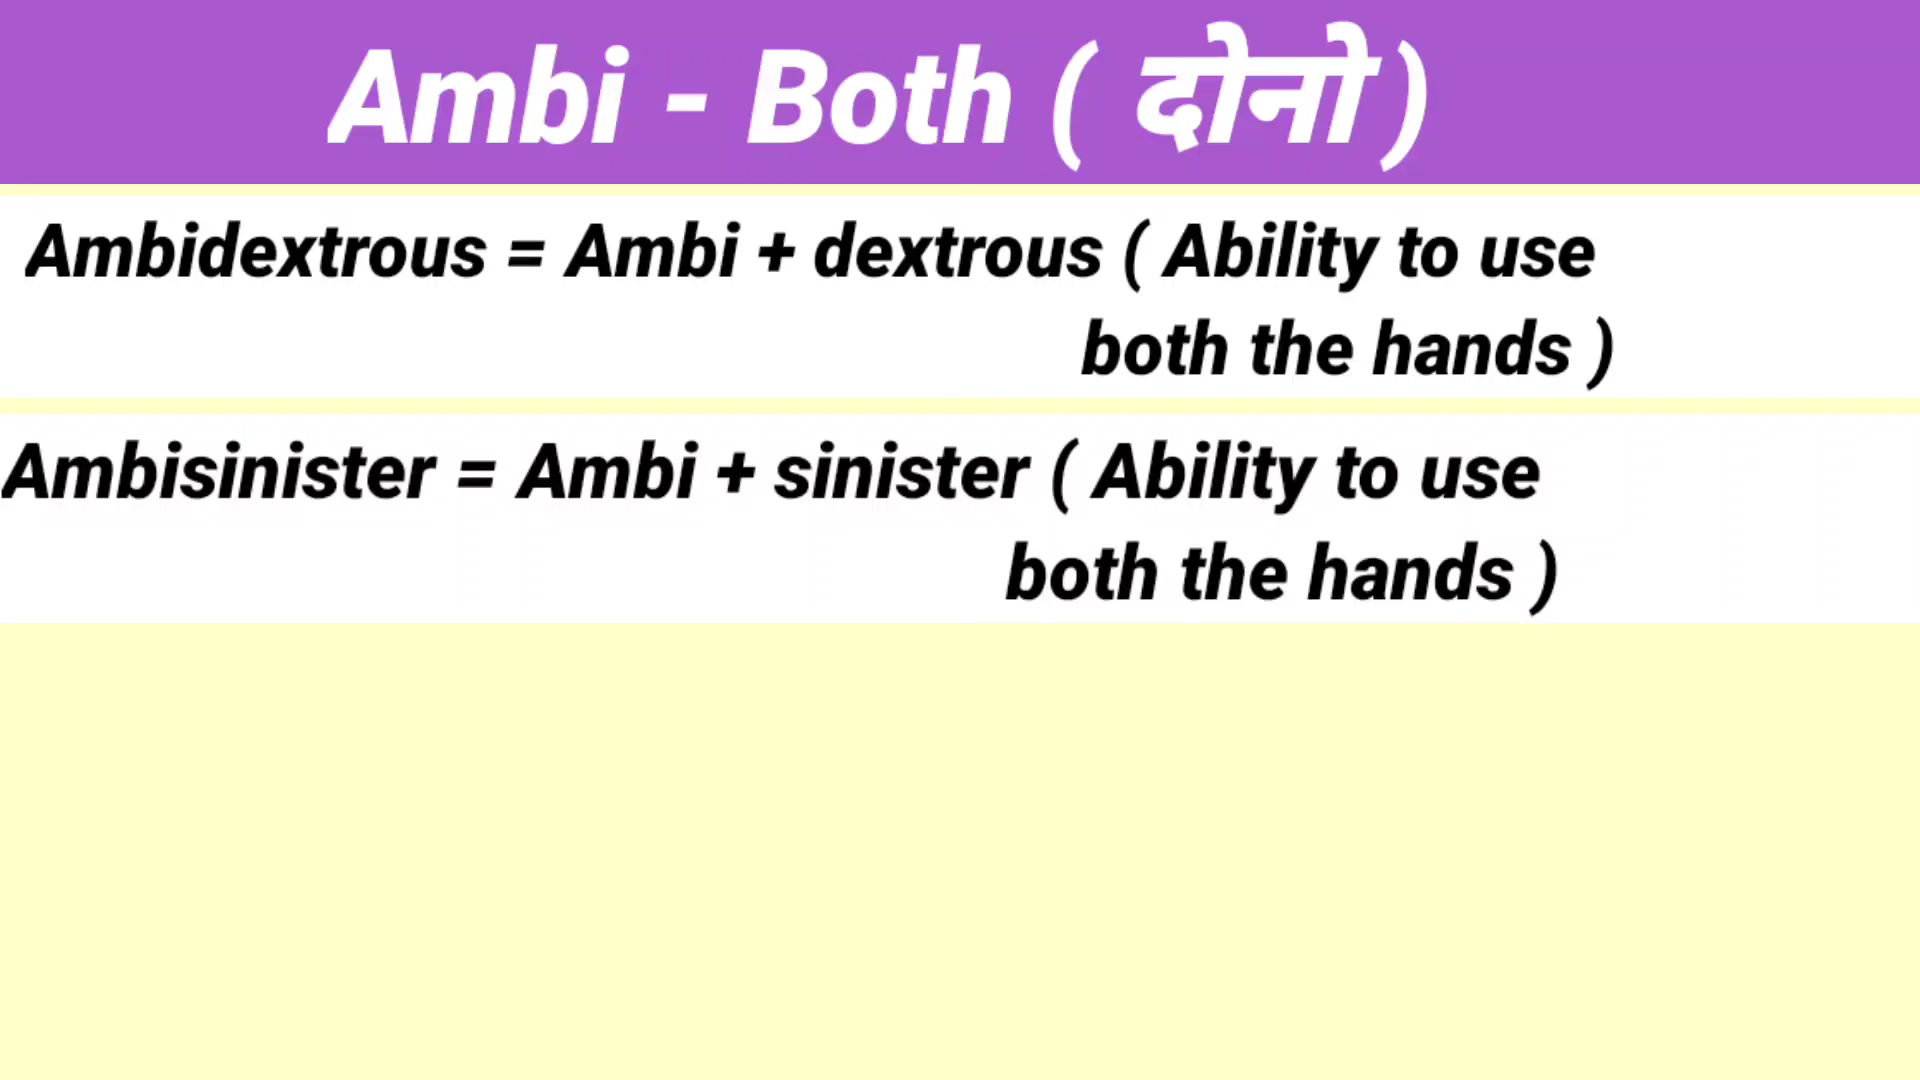 Ambi - Both ( दोनो )
Ambidextrous = Ambi + dextrous ( Ability to use
both the hands )
Ambisinister = Ambi + sinister ( Ability to use
both the hands )